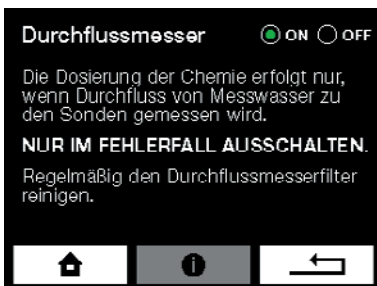 Durchflussmesser ON OFF
Die Dosierung der Chemie erfolgt nur,
wenn Durchfluss von Messwasser zu
den Sonden gemessen wird.
NUR IM FEHLERFALL AUSSCHALTEN.
Regelmäßig den Durchflussmesserfilter
reinigen.
i